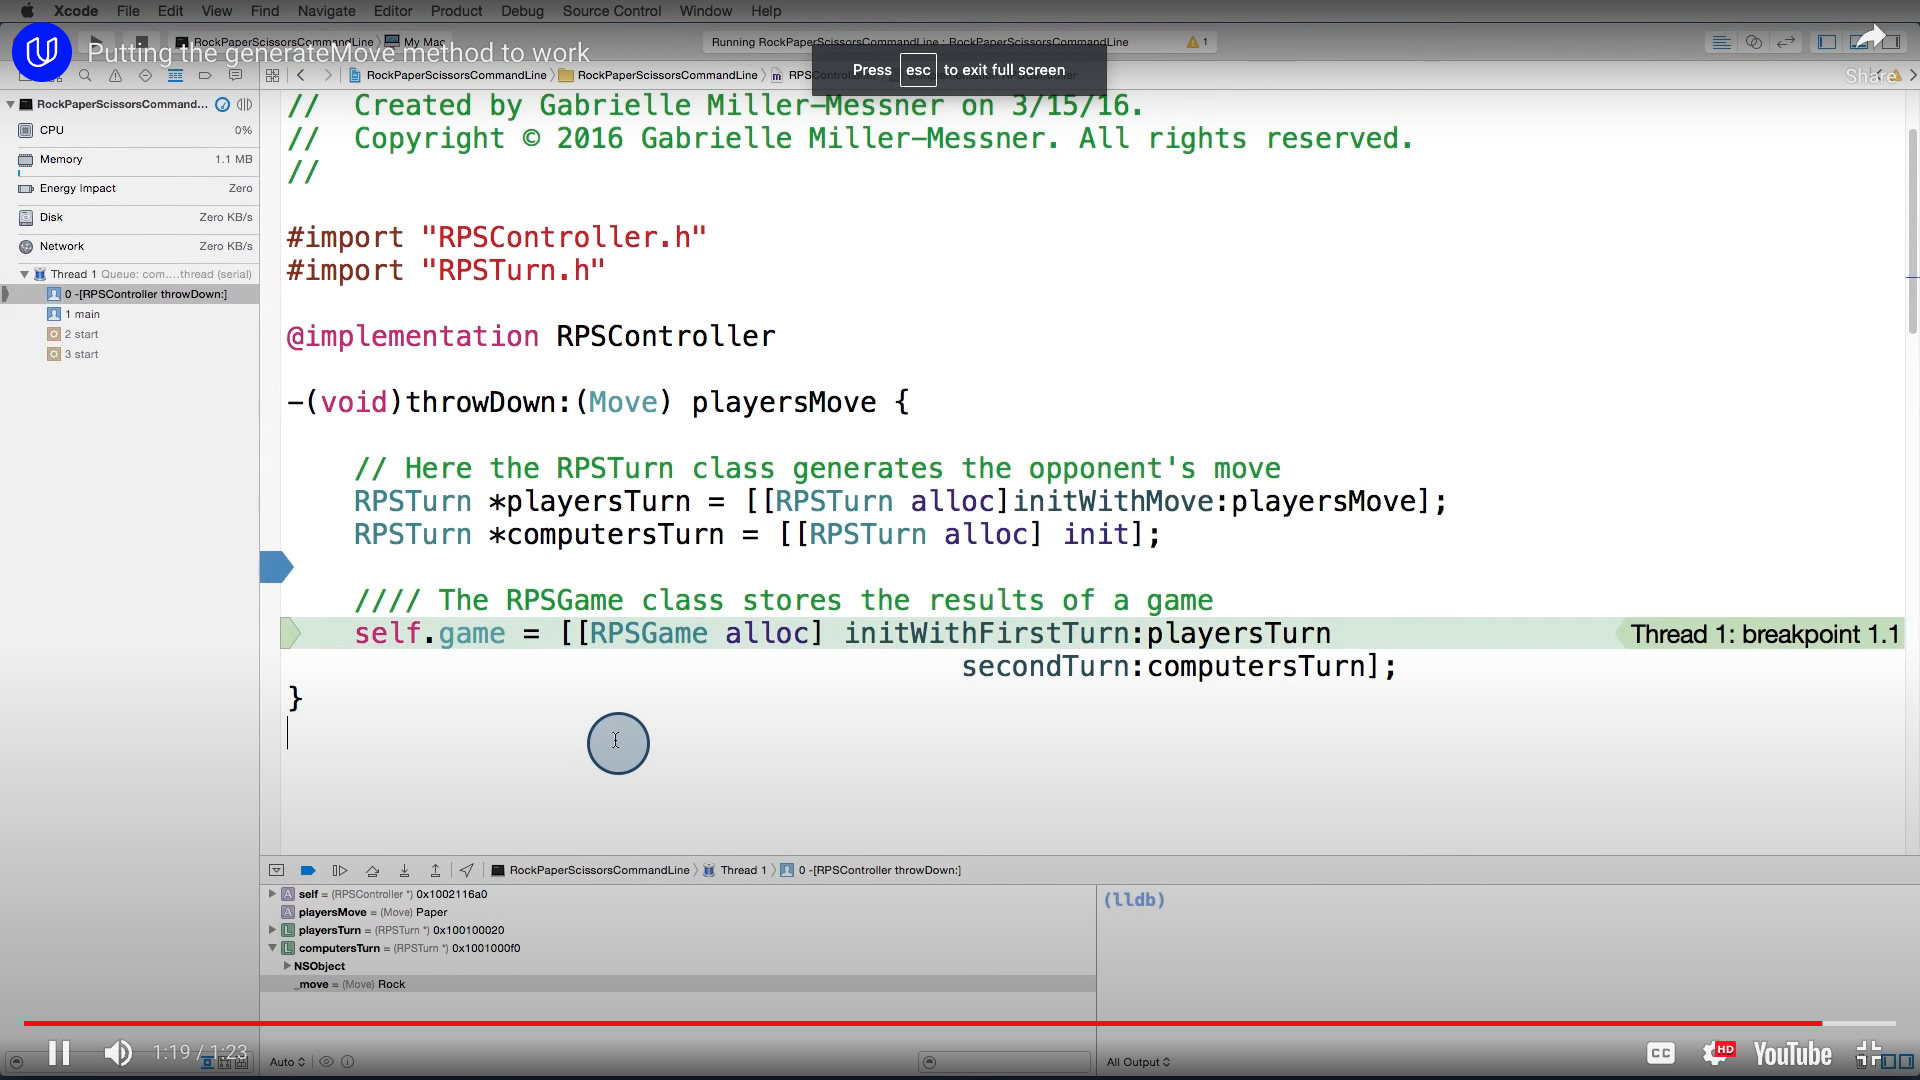 Xcode File Edit View Find Navigate Editor Product Debug Source Control Window Help
RockPaperScissorsCommandLine My Mac
Running RockPaperScissorsCommandLine : RockPaperScissorsCommandLine 1
Putting the generateMove method to work
Press esc to exit full screen
Share
RockPaperScissorsCommandLine RockPaperScissorsCommandLine
RockPaperScissorsCommand...
CPU 0%
Memory 1.1 MB
Energy Impact Zero
Disk Zero KB/s
Network Zero KB/s
Thread 1 Queue: com....thread (serial)
0 -[RPSController throwDown:]
1 main
2 start
3 start
// Created by Gabrielle Miller-Messner on 3/15/16.
// Copyright © 2016 Gabrielle Miller-Messner. All rights reserved.
//
#import "RPSController.h"
#import "RPSTurn.h"
@implementation RPSController
-(void)throwDown:(Move) playersMove {
// Here the RPSTurn class generates the opponent's move
RPSTurn *playersTurn = [[RPSTurn alloc]initWithMove:playersMove];
RPSTurn *computersTurn = [[RPSTurn alloc] init];
//// The RPSGame class stores the results of a game
self.game = [[RPSGame alloc] initWithFirstTurn:playersTurn
Thread 1: breakpoint 1.1
secondTurn:computersTurn];
}
RockPaperScissorsCommandLine Thread 1 0 -[RPSController throwDown:]
self = (RPSController *) 0x1002116a0
playersMove = (Move) Paper
playersTurn = (RPSTurn *) 0x100100020
computersTurn = (RPSTurn *) 0x1001000f0
NSObject
_move = (Move) Rock
(lldb)
1:19 / 1:23
Auto
All Output
CC
HD
YouTube